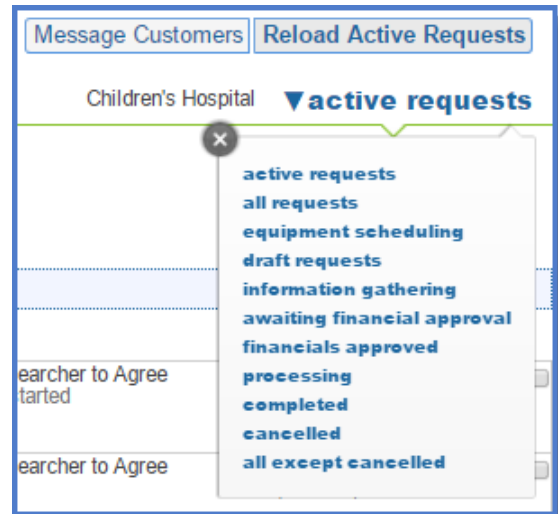 Message Customers Reload Active Requests
Children's Hospital ▼active requests
active requests
all requests
equipment scheduling
draft requests
information gathering
awaiting financial approval
financials approved
earcher to Agree
tarted
processing
completed
cancelled
earcher to Agree
all except cancelled